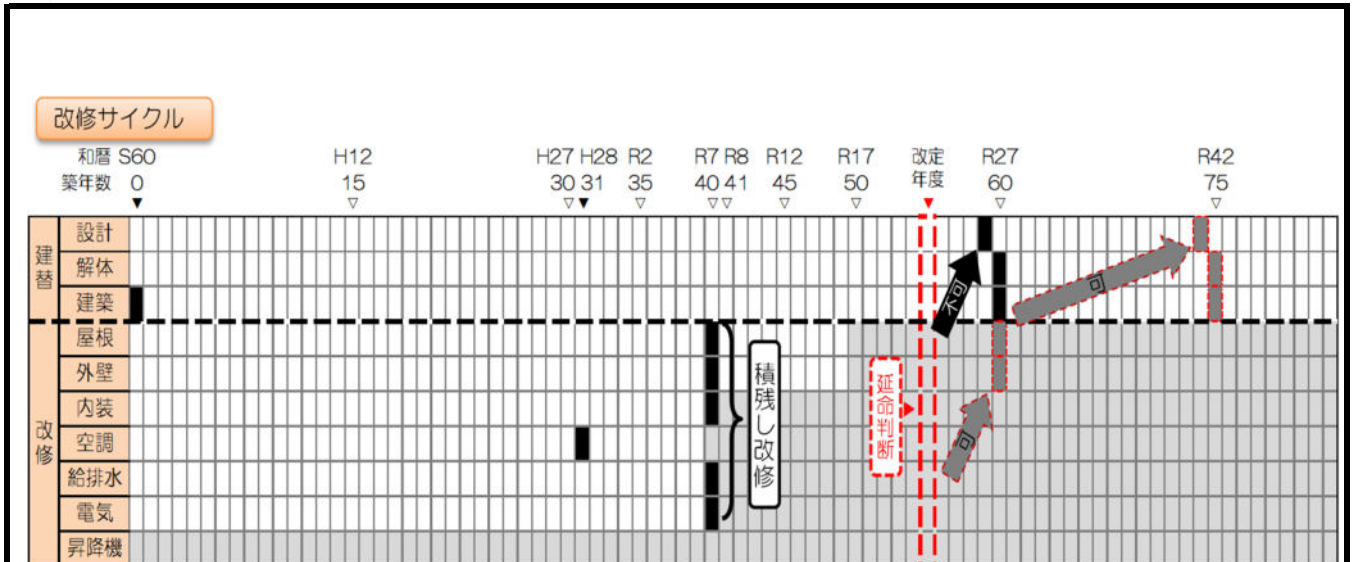 改修サイクル
和暦 S60 H12 H27 H28 R2 R7 R8 R12 R17 改定 R27 R42
築年数 0 15 30 31 35 40 41 45 50 年度 60 75
建替
設計
解体
建築
不可
可
改修
屋根
外壁
内装
空調
給排水
電気
昇降機
積残し改修
延命判断
可